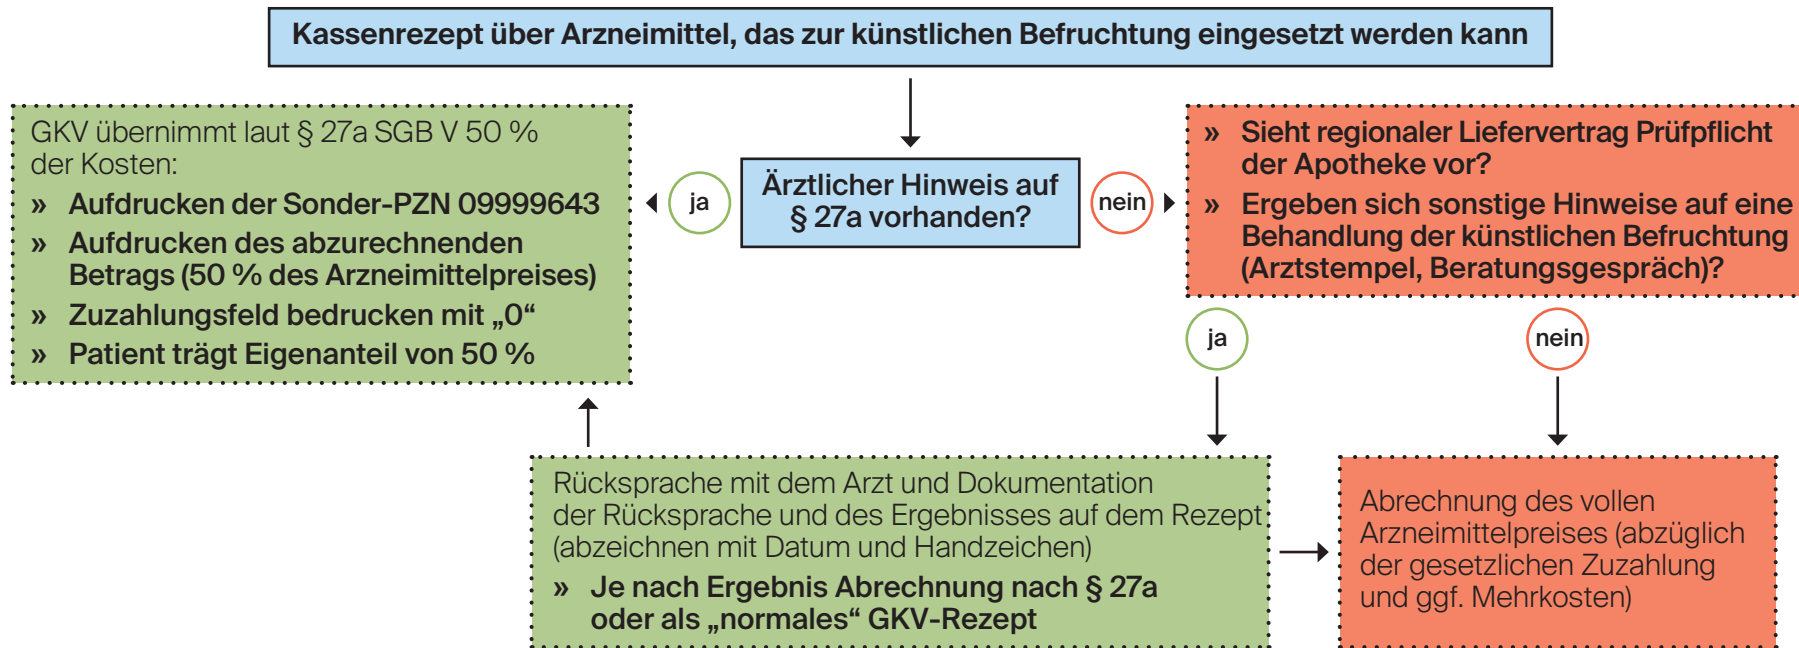 Kassenrezept über Arzneimittel, das zur künstlichen Befruchtung eingesetzt werden kann
GKV übernimmt laut § 27a SGB V 50 %
der Kosten:
» Aufdrucken der Sonder-PZN 09999643
» Aufdrucken des abzurechnenden
Betrags (50 % des Arzneimittelpreises)
» Zuzahlungsfeld bedrucken mit „0“
» Patient trägt Eigenanteil von 50 %
ja
Ärztlicher Hinweis auf
§ 27a vorhanden?
nein
» Sieht regionaler Liefervertrag Prüfpflicht
der Apotheke vor?
» Ergeben sich sonstige Hinweise auf eine
Behandlung der künstlichen Befruchtung
(Arztstempel, Beratungsgespräch)?
ja
nein
Rücksprache mit dem Arzt und Dokumentation
der Rücksprache und des Ergebnisses auf dem Rezept
(abzeichnen mit Datum und Handzeichen)
» Je nach Ergebnis Abrechnung nach § 27a
oder als „normales“ GKV-Rezept
Abrechnung des vollen
Arzneimittelpreises (abzüglich
der gesetzlichen Zuzahlung
und ggf. Mehrkosten)